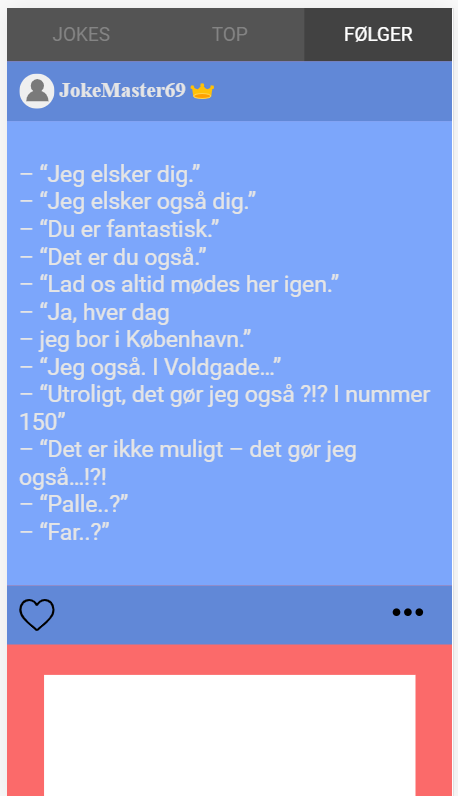 JOKES TOP FØLGER
JokeMaster69
– “Jeg elsker dig.”
– “Jeg elsker også dig.”
– “Du er fantastisk.”
– “Det er du også.”
– “Lad os altid mødes her igen.”
– “Ja, hver dag
– jeg bor i København.”
– “Jeg også. I Voldgade…”
– “Utroligt, det gør jeg også ?!? I nummer
150”
– “Det er ikke muligt – det gør jeg
også…!?!
– “Palle..?”
– “Far..?”